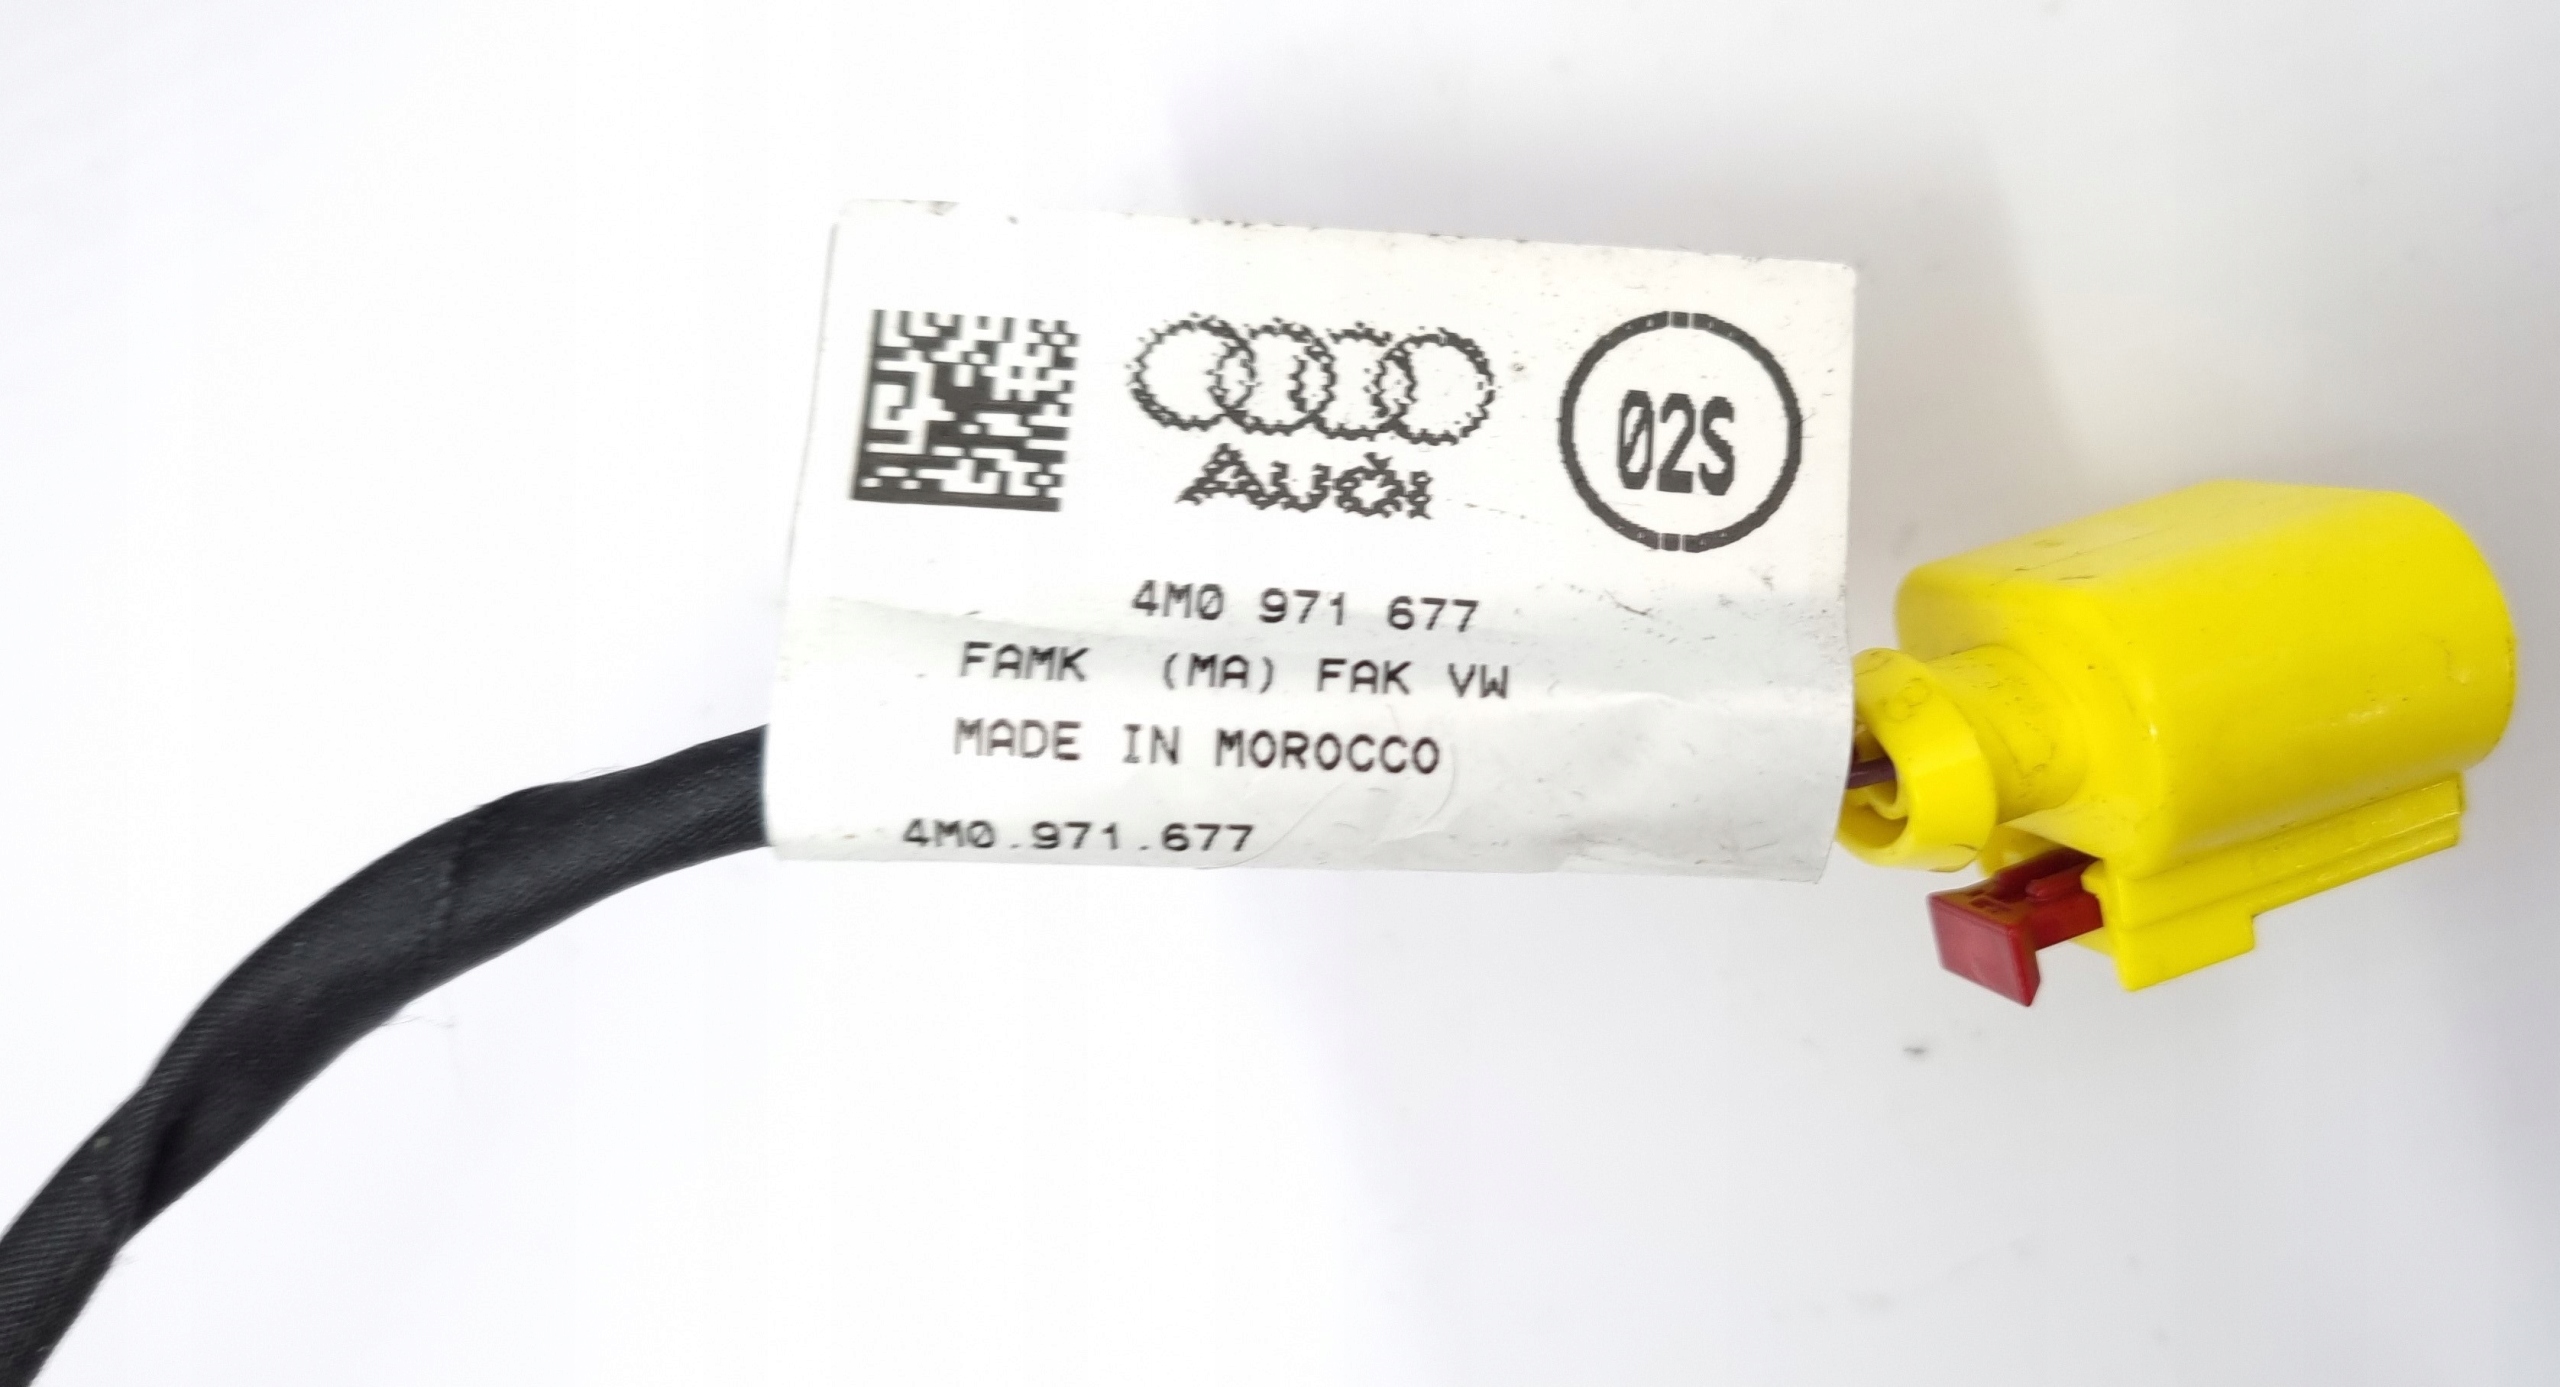 AUDI
02S
4M0 971 677
FAMK (MA) FAK VW
MADE IN MOROCCO
4M0.971.677